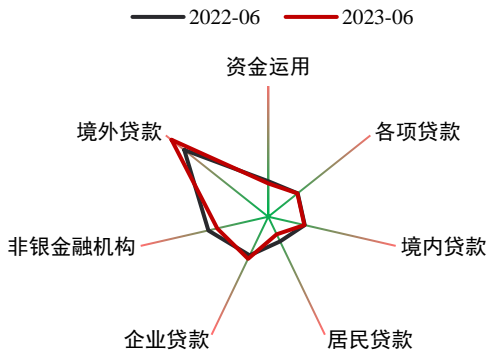 2022-06 2023-06
资金运用
境外贷款 各项贷款
非银金融机构 境内贷款
企业贷款 居民贷款